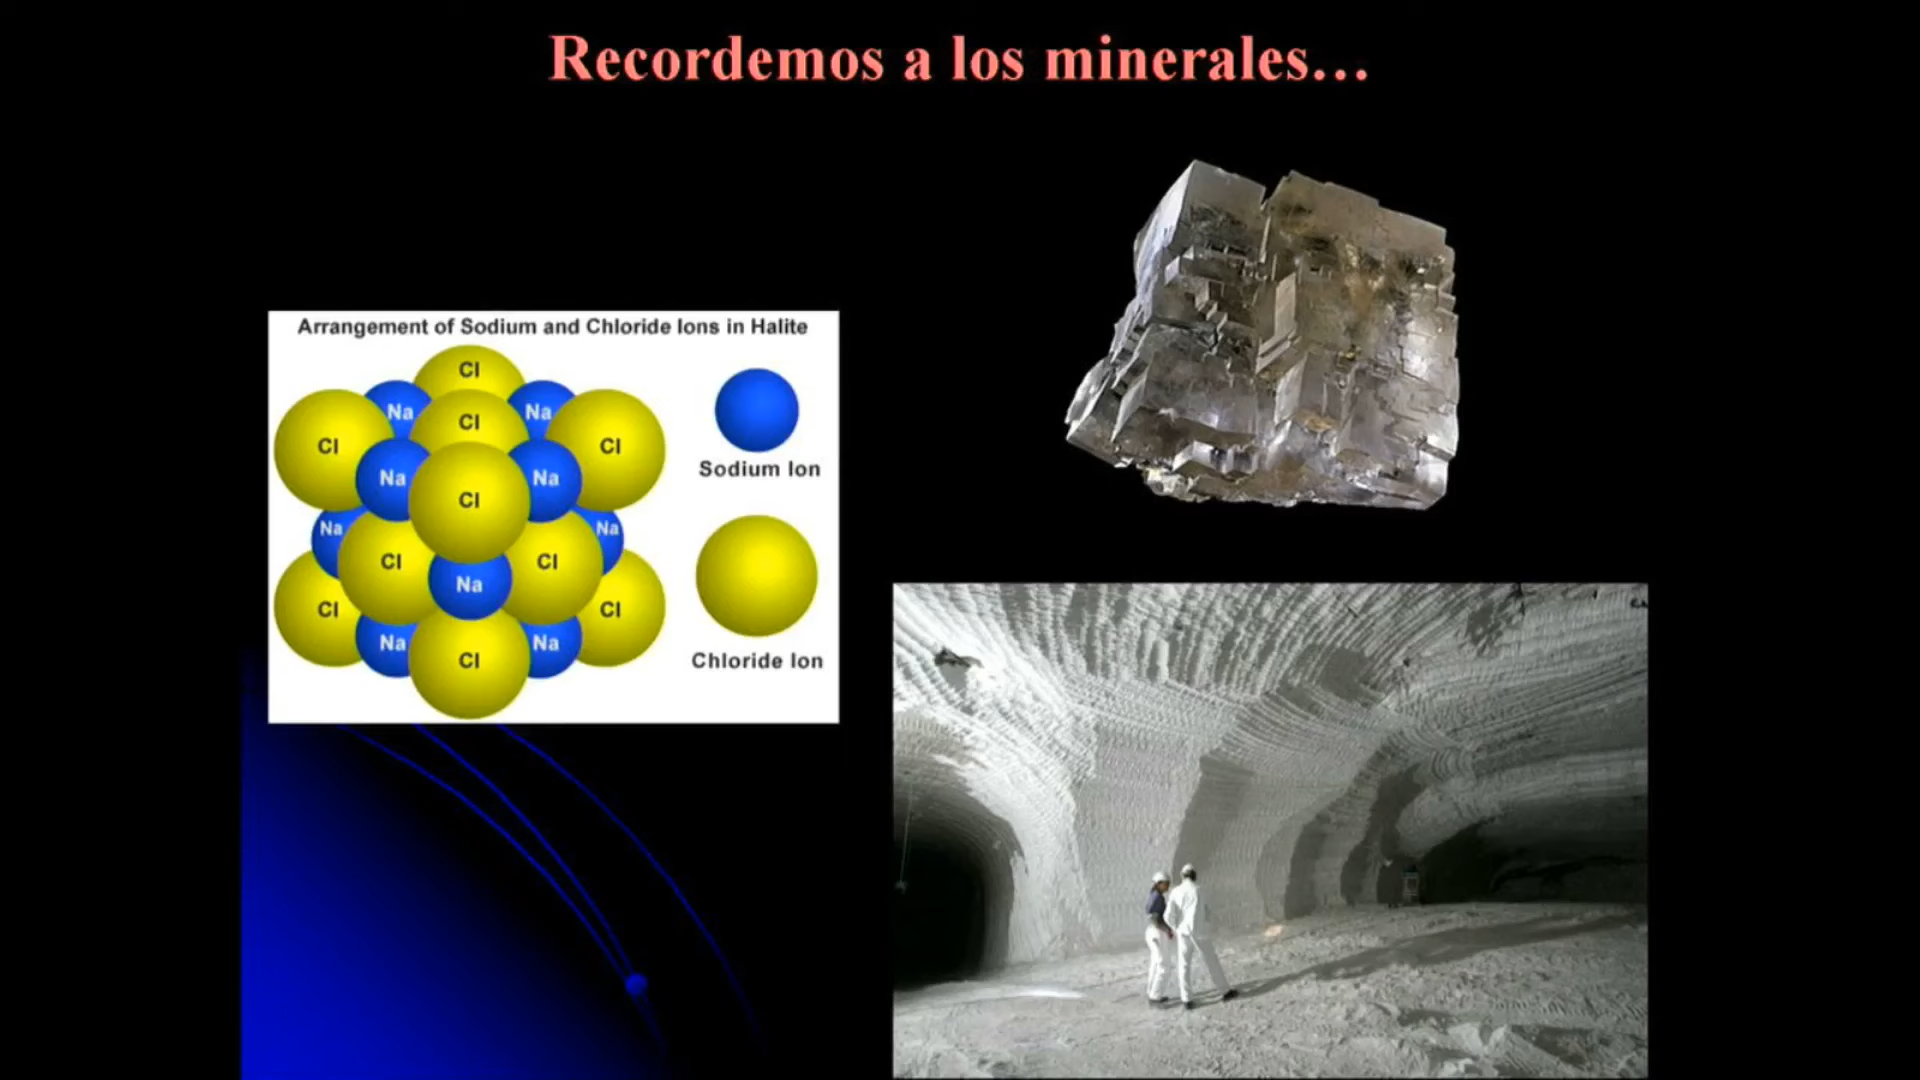 Recordemos a los minerales…
Arrangement of Sodium and Chloride Ions in Halite
Cl
Na
Cl
Na
Cl
Cl
Na
Cl
Na
Na
Cl
Cl
Na
Na
Cl
Cl
Na
Na
Cl
Sodium Ion
Chloride Ion